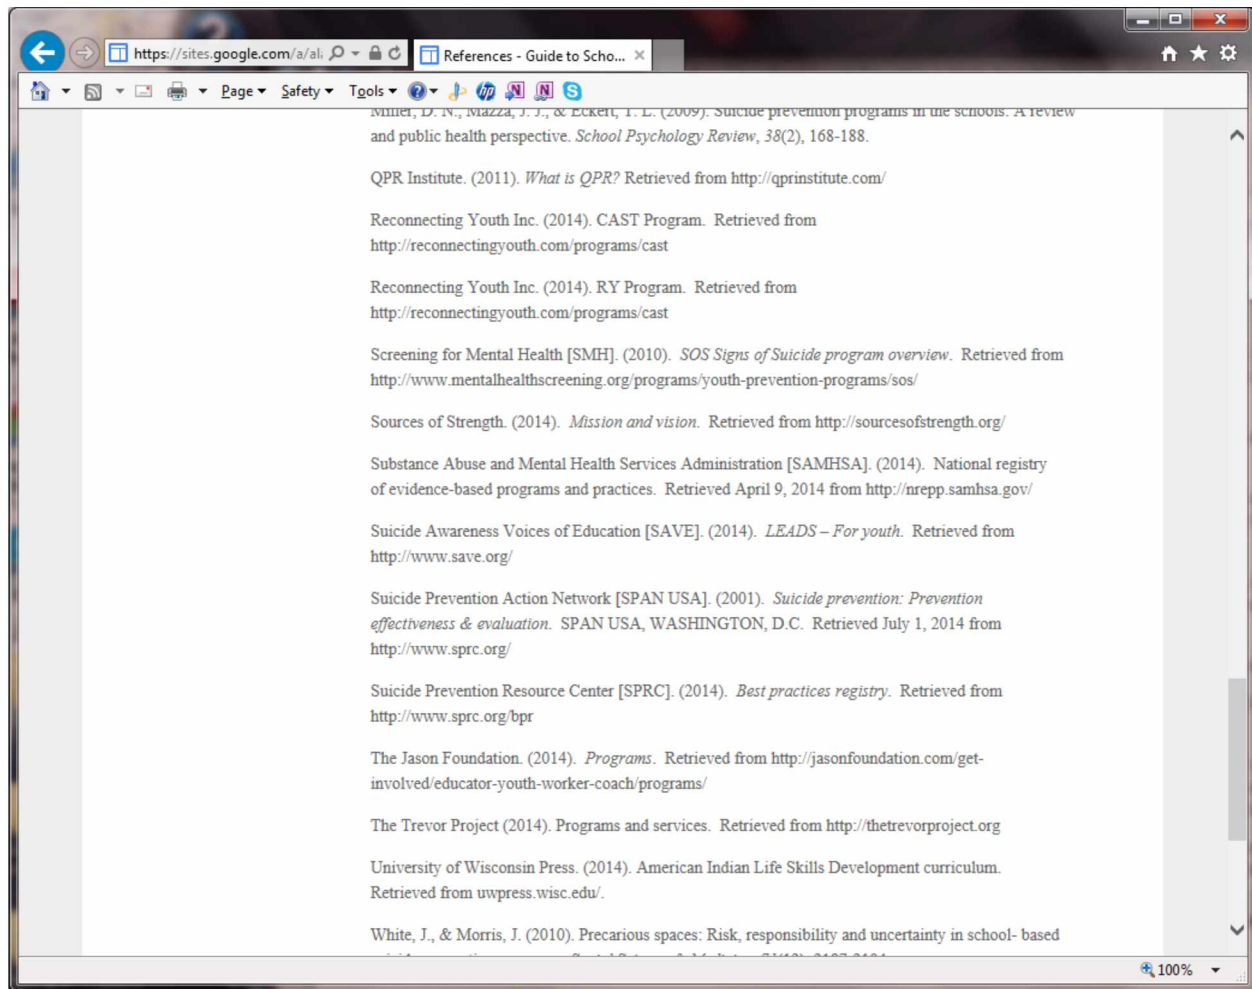 https://sites.google.com/a/al
References - Guide to Scho...
Page
Safety
Tools
Miller, D. N., Mazza, J. J., & Eckert, T. L. (2009). Suicide prevention programs in the schools. A review
and public health perspective. School Psychology Review, 38(2), 168-188.
QPR Institute. (2011). What is QPR? Retrieved from http://qprinstitute.com/
Reconnecting Youth Inc. (2014). CAST Program. Retrieved from
http://reconnectingyouth.com/programs/cast
Reconnecting Youth Inc. (2014). RY Program. Retrieved from
http://reconnectingyouth.com/programs/cast
Screening for Mental Health [SMH]. (2010). SOS Signs of Suicide program overview. Retrieved from
http://www.mentalhealthscreening.org/programs/youth-prevention-programs/sos/
Sources of Strength. (2014). Mission and vision. Retrieved from http://sourcesofstrength.org/
Substance Abuse and Mental Health Services Administration [SAMHSA]. (2014). National registry
of evidence-based programs and practices. Retrieved April 9, 2014 from http://nrepp.samhsa.gov/
Suicide Awareness Voices of Education [SAVE]. (2014). LEADS – For youth. Retrieved from
http://www.save.org/
Suicide Prevention Action Network [SPAN USA]. (2001). Suicide prevention: Prevention
effectiveness & evaluation. SPAN USA, WASHINGTON, D.C. Retrieved July 1, 2014 from
http://www.sprc.org/
Suicide Prevention Resource Center [SPRC]. (2014). Best practices registry. Retrieved from
http://www.sprc.org/bpr
The Jason Foundation. (2014). Programs. Retrieved from http://jasonfoundation.com/get-
involved/educator-youth-worker-coach/programs/
The Trevor Project (2014). Programs and services. Retrieved from http://thetrevorproject.org
University of Wisconsin Press. (2014). American Indian Life Skills Development curriculum.
Retrieved from uwpress.wisc.edu/.
White, J., & Morris, J. (2010). Precarious spaces: Risk, responsibility and uncertainty in school- based
100%